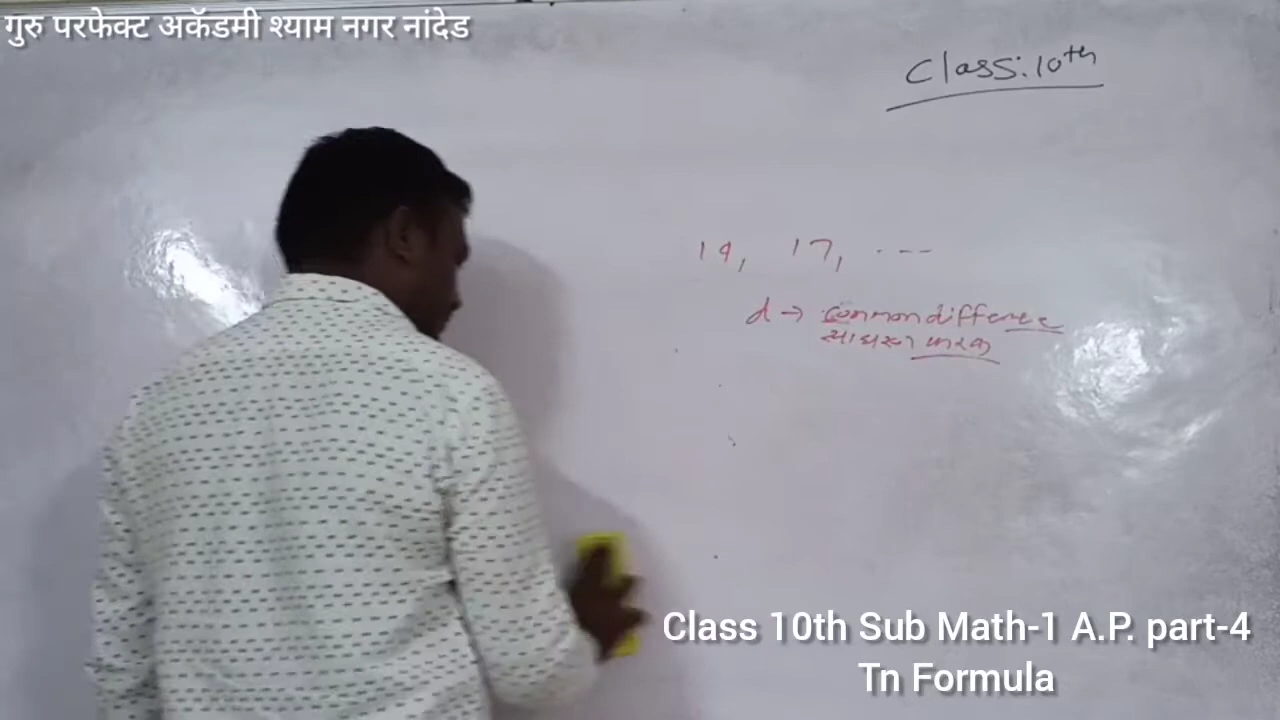 गुरु परफेक्ट अकॅडमी श्याम नगर नांदेड
Class:10th
14, 17, . --
d → common difference
साधारण फरक
Class 10th Sub Math-1 A.P. part-4
Tn Formula